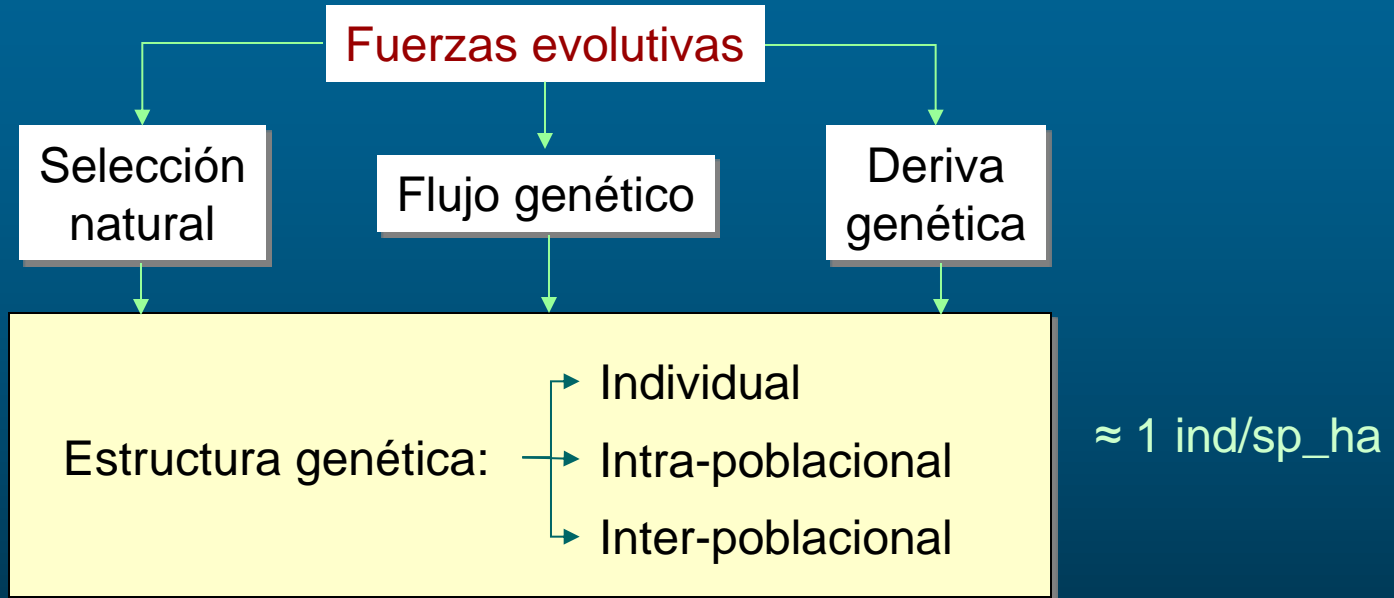 Fuerzas evolutivas
Selección
natural
Flujo genético
Deriva
genética
Estructura genética:
Individual
Intra-poblacional
Inter-poblacional
≈ 1 ind/sp_ha